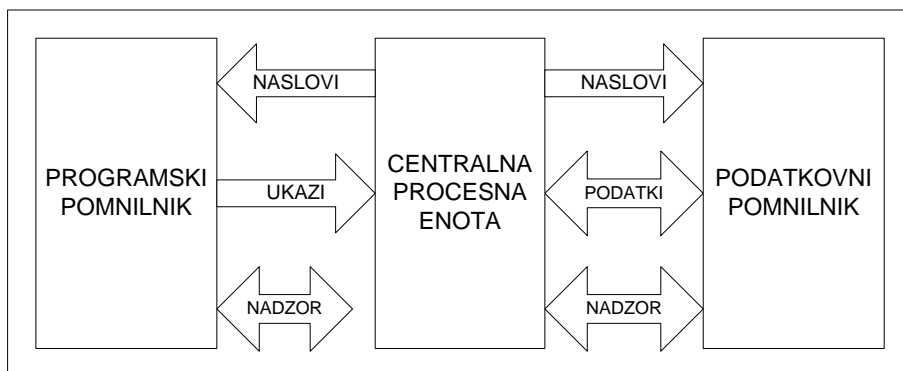 NASLOVI
NASLOVI
PROGRAMSKI
POMNILNIK
UKAZI
CENTRALNA
PROCESNA
ENOTA
PODATKI
PODATKOVNI
POMNILNIK
NADZOR
NADZOR